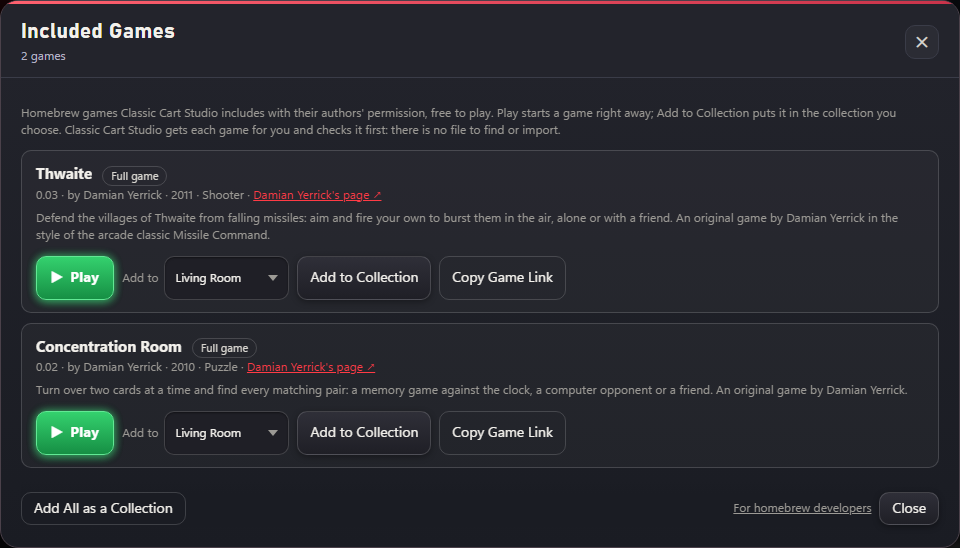 Included Games
2 games
Homebrew games Classic Cart Studio includes with their authors' permission, free to play. Play starts a game right away; Add to Collection puts it in the collection you
choose. Classic Cart Studio gets each game for you and checks it first: there is no file to find or import.
Thwaite Full game
0.03 · by Damian Yerrick · 2011 · Shooter · Damian Yerrick's page ↗
Defend the villages of Thwaite from falling missiles: aim and fire your own to burst them in the air, alone or with a friend. An original game by Damian Yerrick in the
style of the arcade classic Missile Command.
▶ Play Add to Living Room Add to Collection Copy Game Link
Concentration Room Full game
0.02 · by Damian Yerrick · 2010 · Puzzle · Damian Yerrick's page ↗
Turn over two cards at a time and find every matching pair: a memory game against the clock, a computer opponent or a friend. An original game by Damian Yerrick.
▶ Play Add to Living Room Add to Collection Copy Game Link
Add All as a Collection For homebrew developers Close